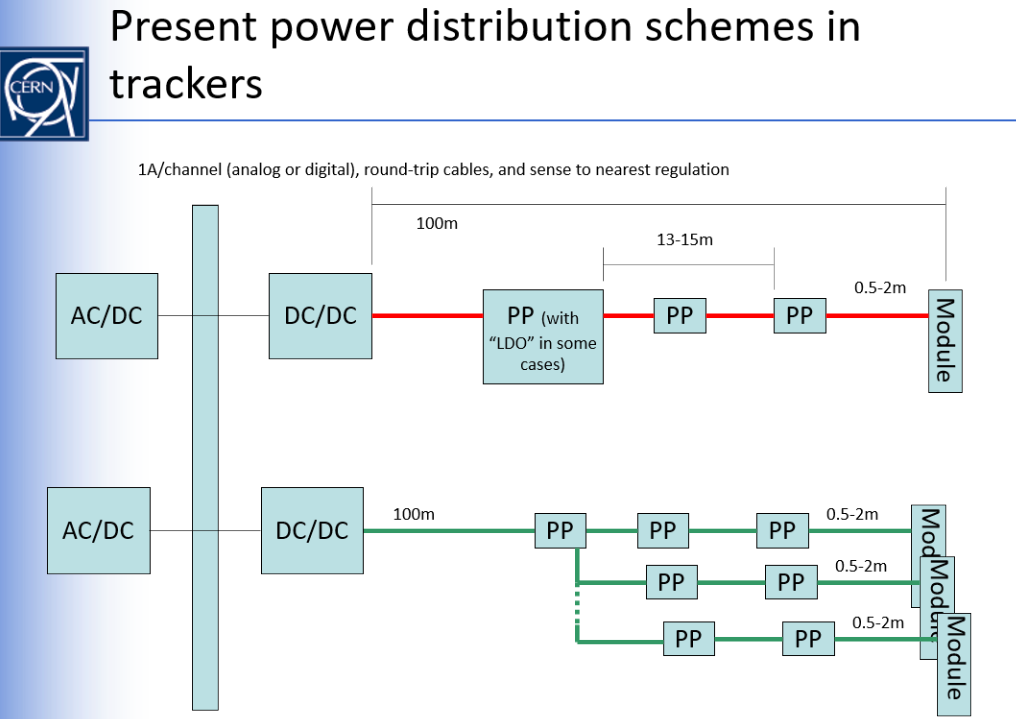 Present power distribution schemes in
trackers
CERN
1A/channel (analog or digital), round-trip cables, and sense to nearest regulation
100m
13-15m
0.5-2m
AC/DC
DC/DC
PP (with
“LDO” in some
cases)
PP
PP
Module
AC/DC
DC/DC
100m
PP
PP
PP
0.5-2m
Mod
PP
PP
0.5-2m
Modul
PP
PP
0.5-2m
Module